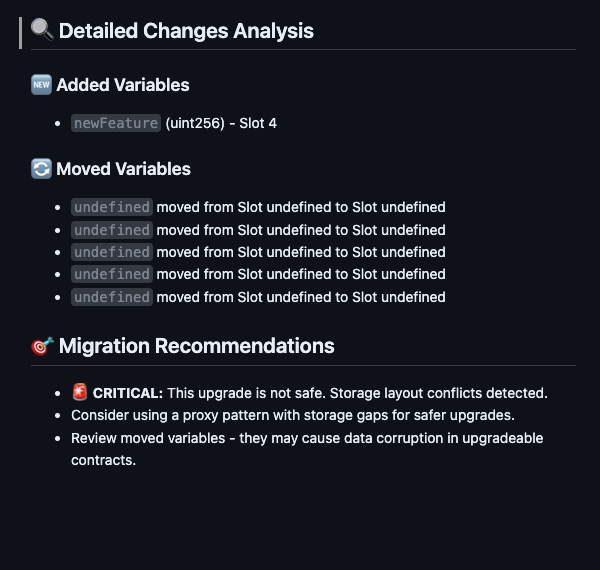 🔍 Detailed Changes Analysis
🆕 Added Variables
• newFeature (uint256) - Slot 4
🔄 Moved Variables
• undefined moved from Slot undefined to Slot undefined
• undefined moved from Slot undefined to Slot undefined
• undefined moved from Slot undefined to Slot undefined
• undefined moved from Slot undefined to Slot undefined
• undefined moved from Slot undefined to Slot undefined
🎯 Migration Recommendations
• 🚨 CRITICAL: This upgrade is not safe. Storage layout conflicts detected.
• Consider using a proxy pattern with storage gaps for safer upgrades.
• Review moved variables - they may cause data corruption in upgradeable
contracts.